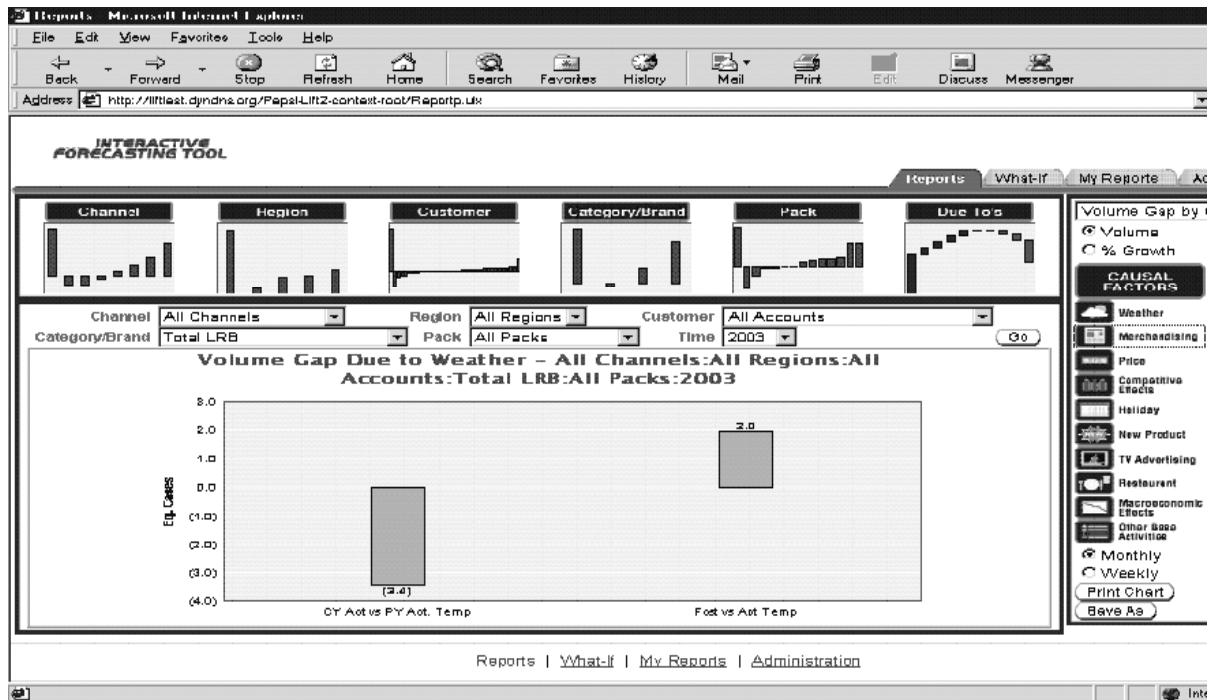 Reports - Microsoft Internet Explorer
File Edit View Favorites Tools Help
Back Forward Stop Refresh Home Search Favorites History Mail Print Edit Discuss Messenger
Address http://liftest.dyndns.org/Pepsi-Lift2-context-root/Reportp.uix
INTERACTIVE
FORECASTING TOOL
Reports What-If My Reports
Channel Region Customer Category/Brand Pack Due To's
Volume Gap by
Volume
% Growth
CAUSAL
FACTORS
Weather
Merchandising
Price
Competitive
Effects
Holiday
New Product
TV Advertising
Restaurant
Macroeconomic
Effects
Other Base
Activities
Monthly
Weekly
Print Chart
Save As
Channel All Channels Region All Regions Customer All Accounts
Category/Brand Total LRB Pack All Packs Time 2003 Go
Volume Gap Due to Weather – All Channels:All Regions:All
Accounts:Total LRB:All Packs:2003
Eq. Cases
3.0
2.0
1.0
0.0
(1.0)
(2.0)
(3.0)
(4.0)
2.0
(3.4)
CY Act vs PY Act. Temp
Fcst vs Act Temp
Reports | What-If | My Reports | Administration